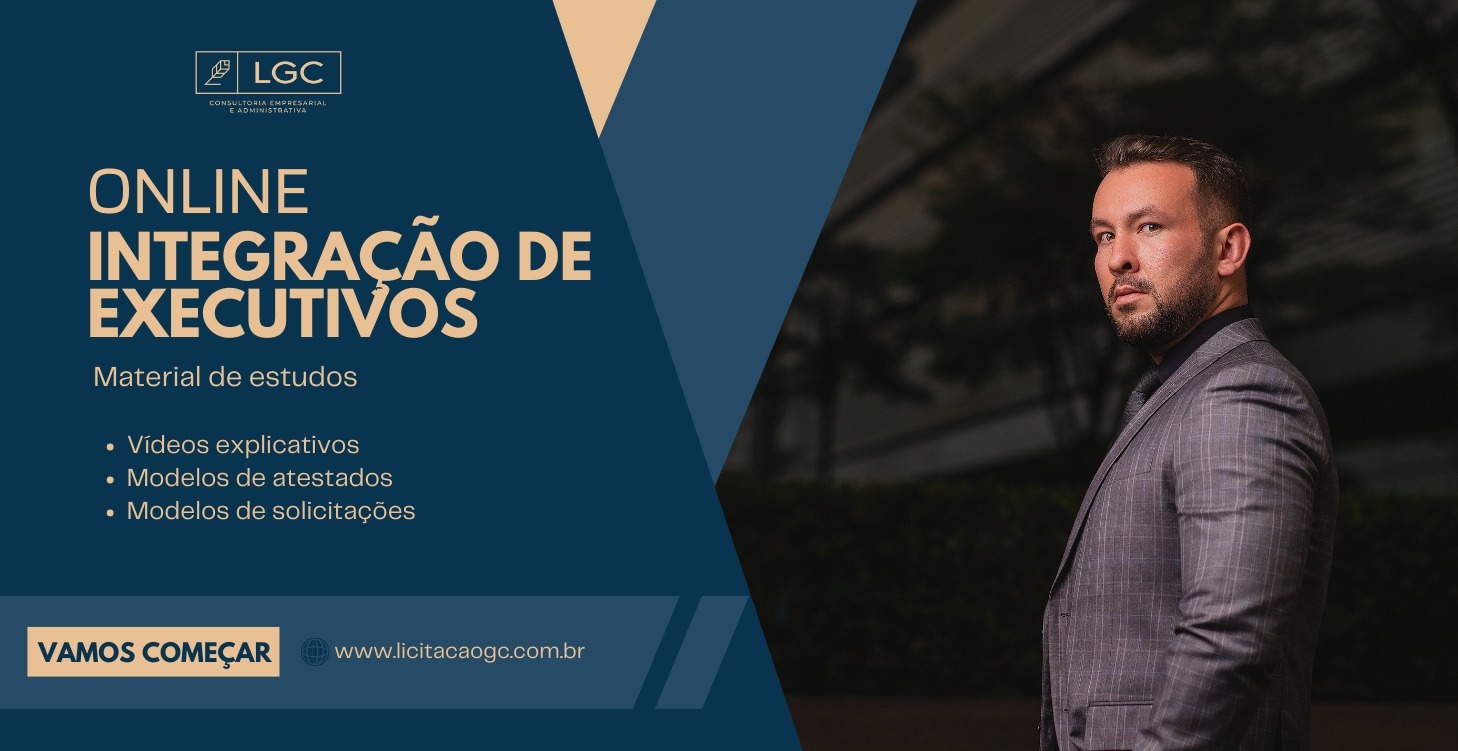 LGC
CONSULTORIA EMPRESARIAL
E ADMINISTRATIVA
ONLINE
INTEGRAÇÃO DE
EXECUTIVOS
Material de estudos
• Vídeos explicativos
• Modelos de atestados
• Modelos de solicitações
VAMOS COMEÇAR
www.licitacaogc.com.br